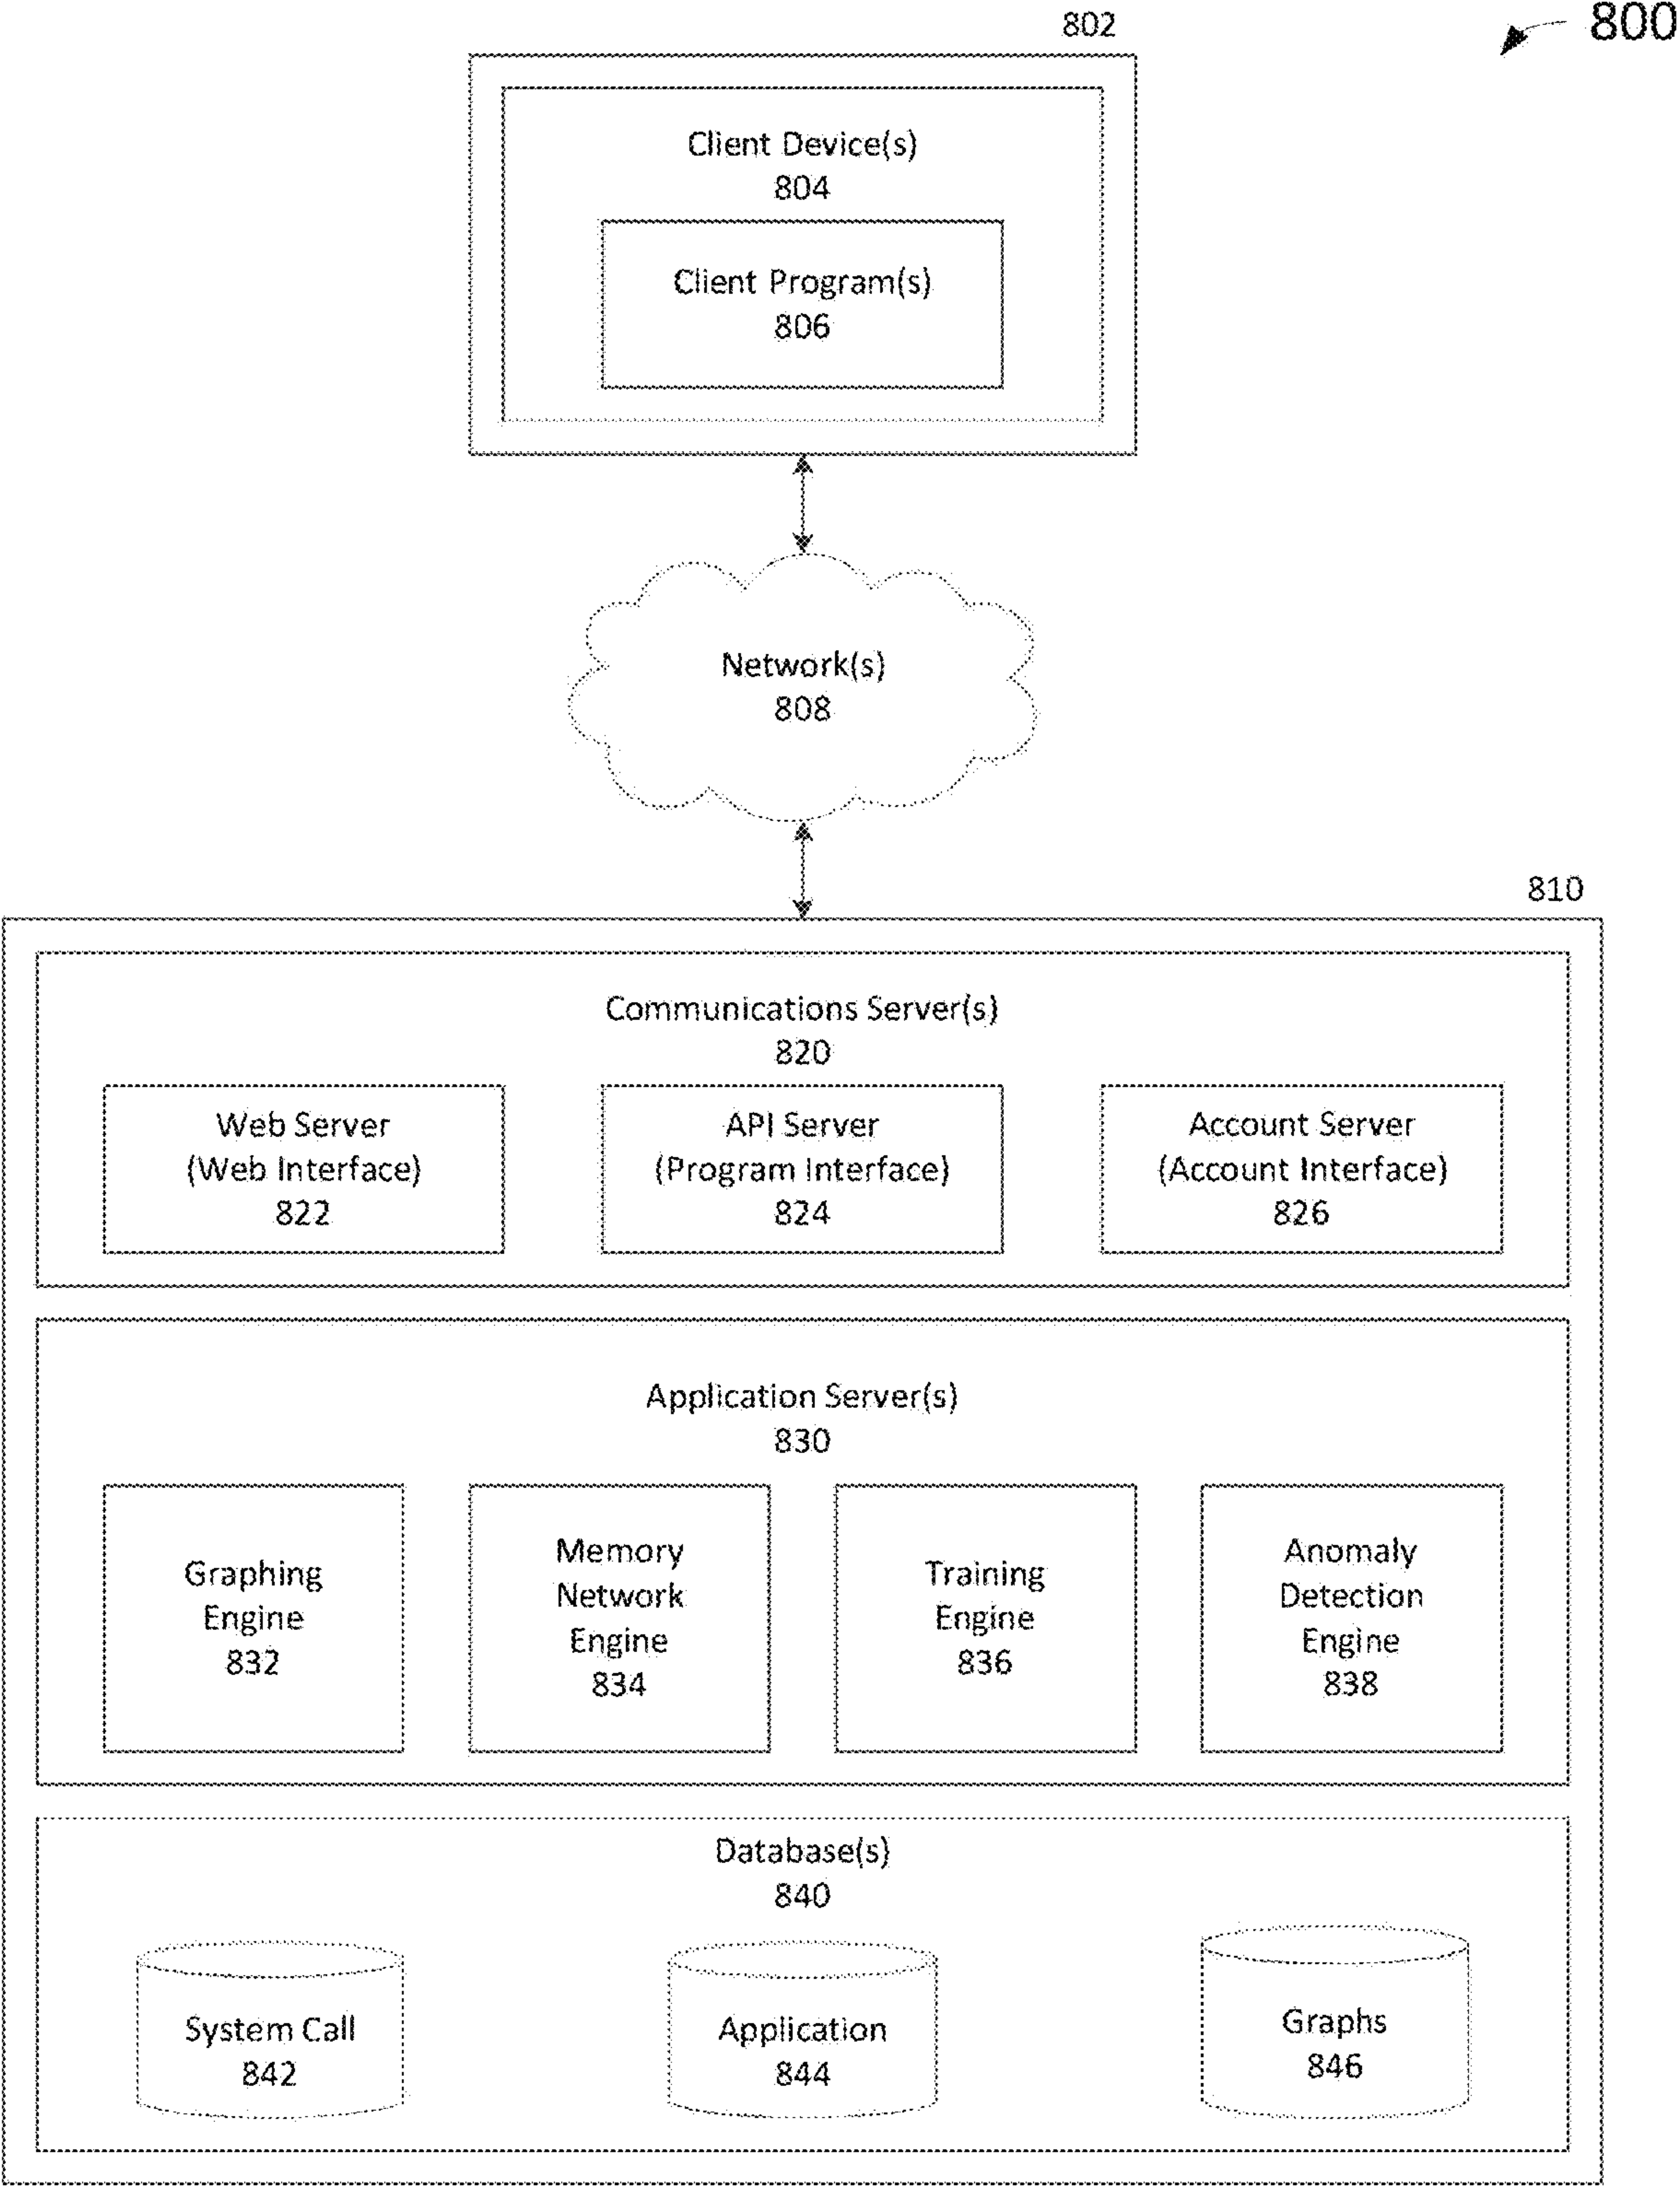 800
802
Client Device(s)
804
Client Program(s)
806
Network(s)
808
810
Communications Server(s)
820
Web Server
(Web Interface)
822
API Server
(Program Interface)
824
Account Server
(Account Interface)
826
Application Server(s)
830
Graphing
Engine
832
Memory
Network
Engine
834
Training
Engine
836
Anomaly
Detection
Engine
838
Database(s)
840
System Call
842
Application
844
Graphs
846